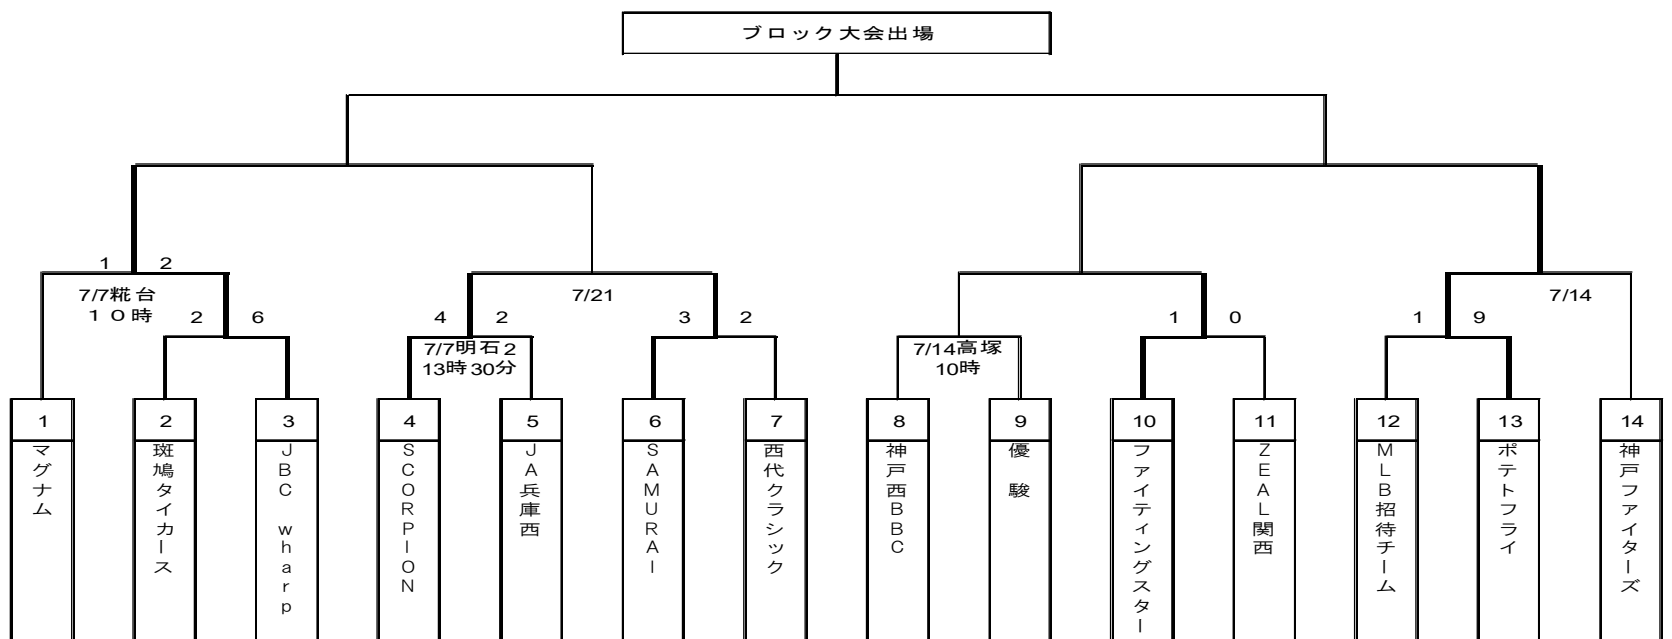 ブロック大会出場
1 2
7/7糀台
10時
2 6
4 2
7/7明石2
13時30分
7/21
3 2
7/14高塚
10時
1 0
1 9
7/14
1
マグナム
2
斑鳩タイカース
3
JBC wharp
4
SCORPION
5
JA兵庫西
6
SAMURAI
7
西代クラシック
8
神戸西BBC
9
優駿
10
ファイティングスター
11
ZEAL関西
12
MLB招待チーム
13
ポテトフライ
14
神戸ファイターズ